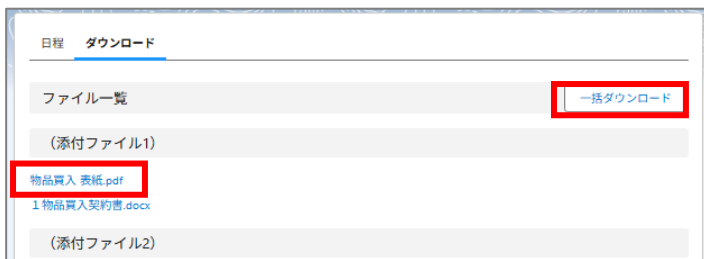 日程 ダウンロード
ファイル一覧 一括ダウンロード
（添付ファイル1）
物品買入 表紙.pdf
１物品買入契約書.docx
（添付ファイル2）